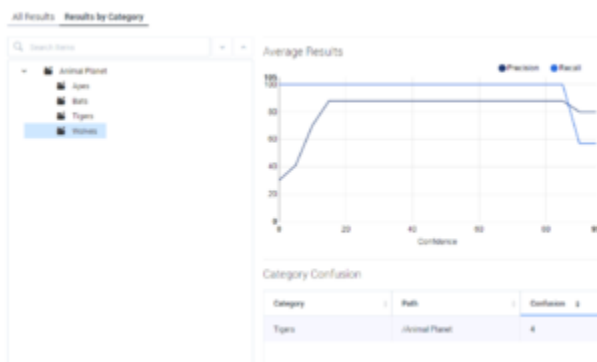 All Results Results by Category
Search Items
Animal Planet
Apes
Bats
Tigers
Wolves
Average Results
Precision Recall
105
100
80
60
40
20
0
0 20 40 60 80
Confidence
Category Confusion
Category Path Confusion
Tigers /Animal Planet 4